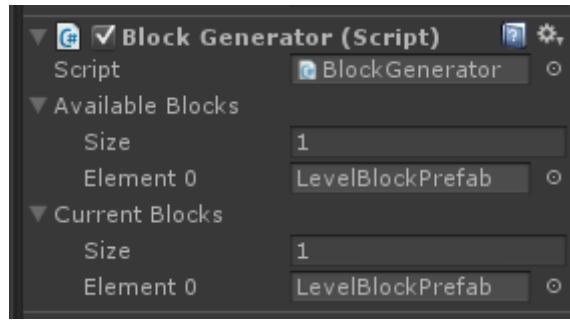 Block Generator (Script)
Script BlockGenerator
Available Blocks
Size 1
Element 0 LevelBlockPrefab
Current Blocks
Size 1
Element 0 LevelBlockPrefab